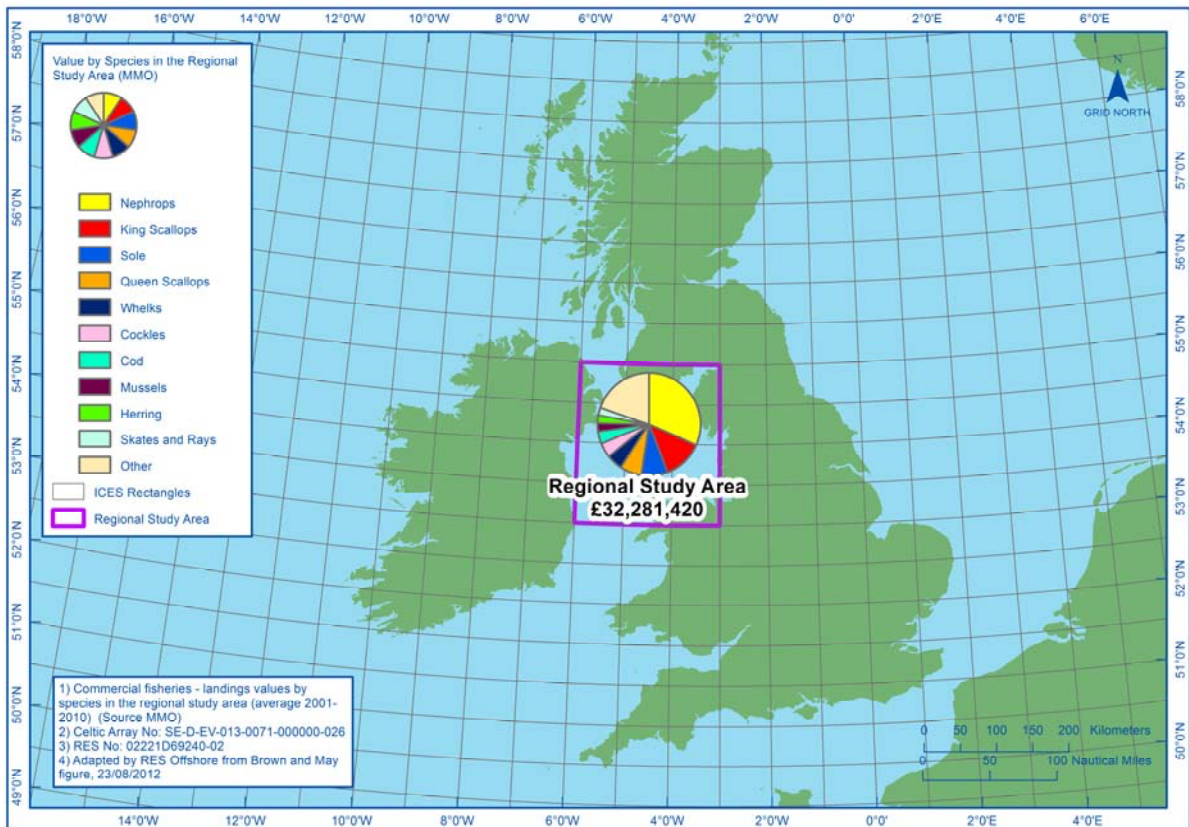 18°0'W
16°0'W
14°0'W
12°0'W
10°0'W
8°0'W
6°0'W
4°0'W
2°0'W
0°0'
2°0'E
4°0'E
6°0'E
58°0'N
57°0'N
56°0'N
55°0'N
54°0'N
53°0'N
52°0'N
51°0'N
50°0'N
49°0'N
Value by Species in the Regional
Study Area (MMO)
Nephrops
King Scallops
Sole
Queen Scallops
Whelks
Cockles
Cod
Mussels
Herring
Skates and Rays
Other
ICES Rectangles
Regional Study Area
N
GRID NORTH
58°0'N
57°0'N
56°0'N
55°0'N
54°0'N
53°0'N
52°0'N
51°0'N
50°0'N
Regional Study Area
£32,281,420
1) Commercial fisheries - landings values by
species in the regional study area (average 2001-
2010) (Source MMO)
2) Celtic Array No: SE-D-EV-013-0071-000000-026
3) RES No: 02221D69240-02
4) Adapted by RES Offshore from Brown and May
figure, 23/08/2012
0 50 100 150 200 Kilometers
0 50 100 Nautical Miles
14°0'W
12°0'W
10°0'W
8°0'W
6°0'W
4°0'W
2°0'W
0°0'
2°0'E
4°0'E